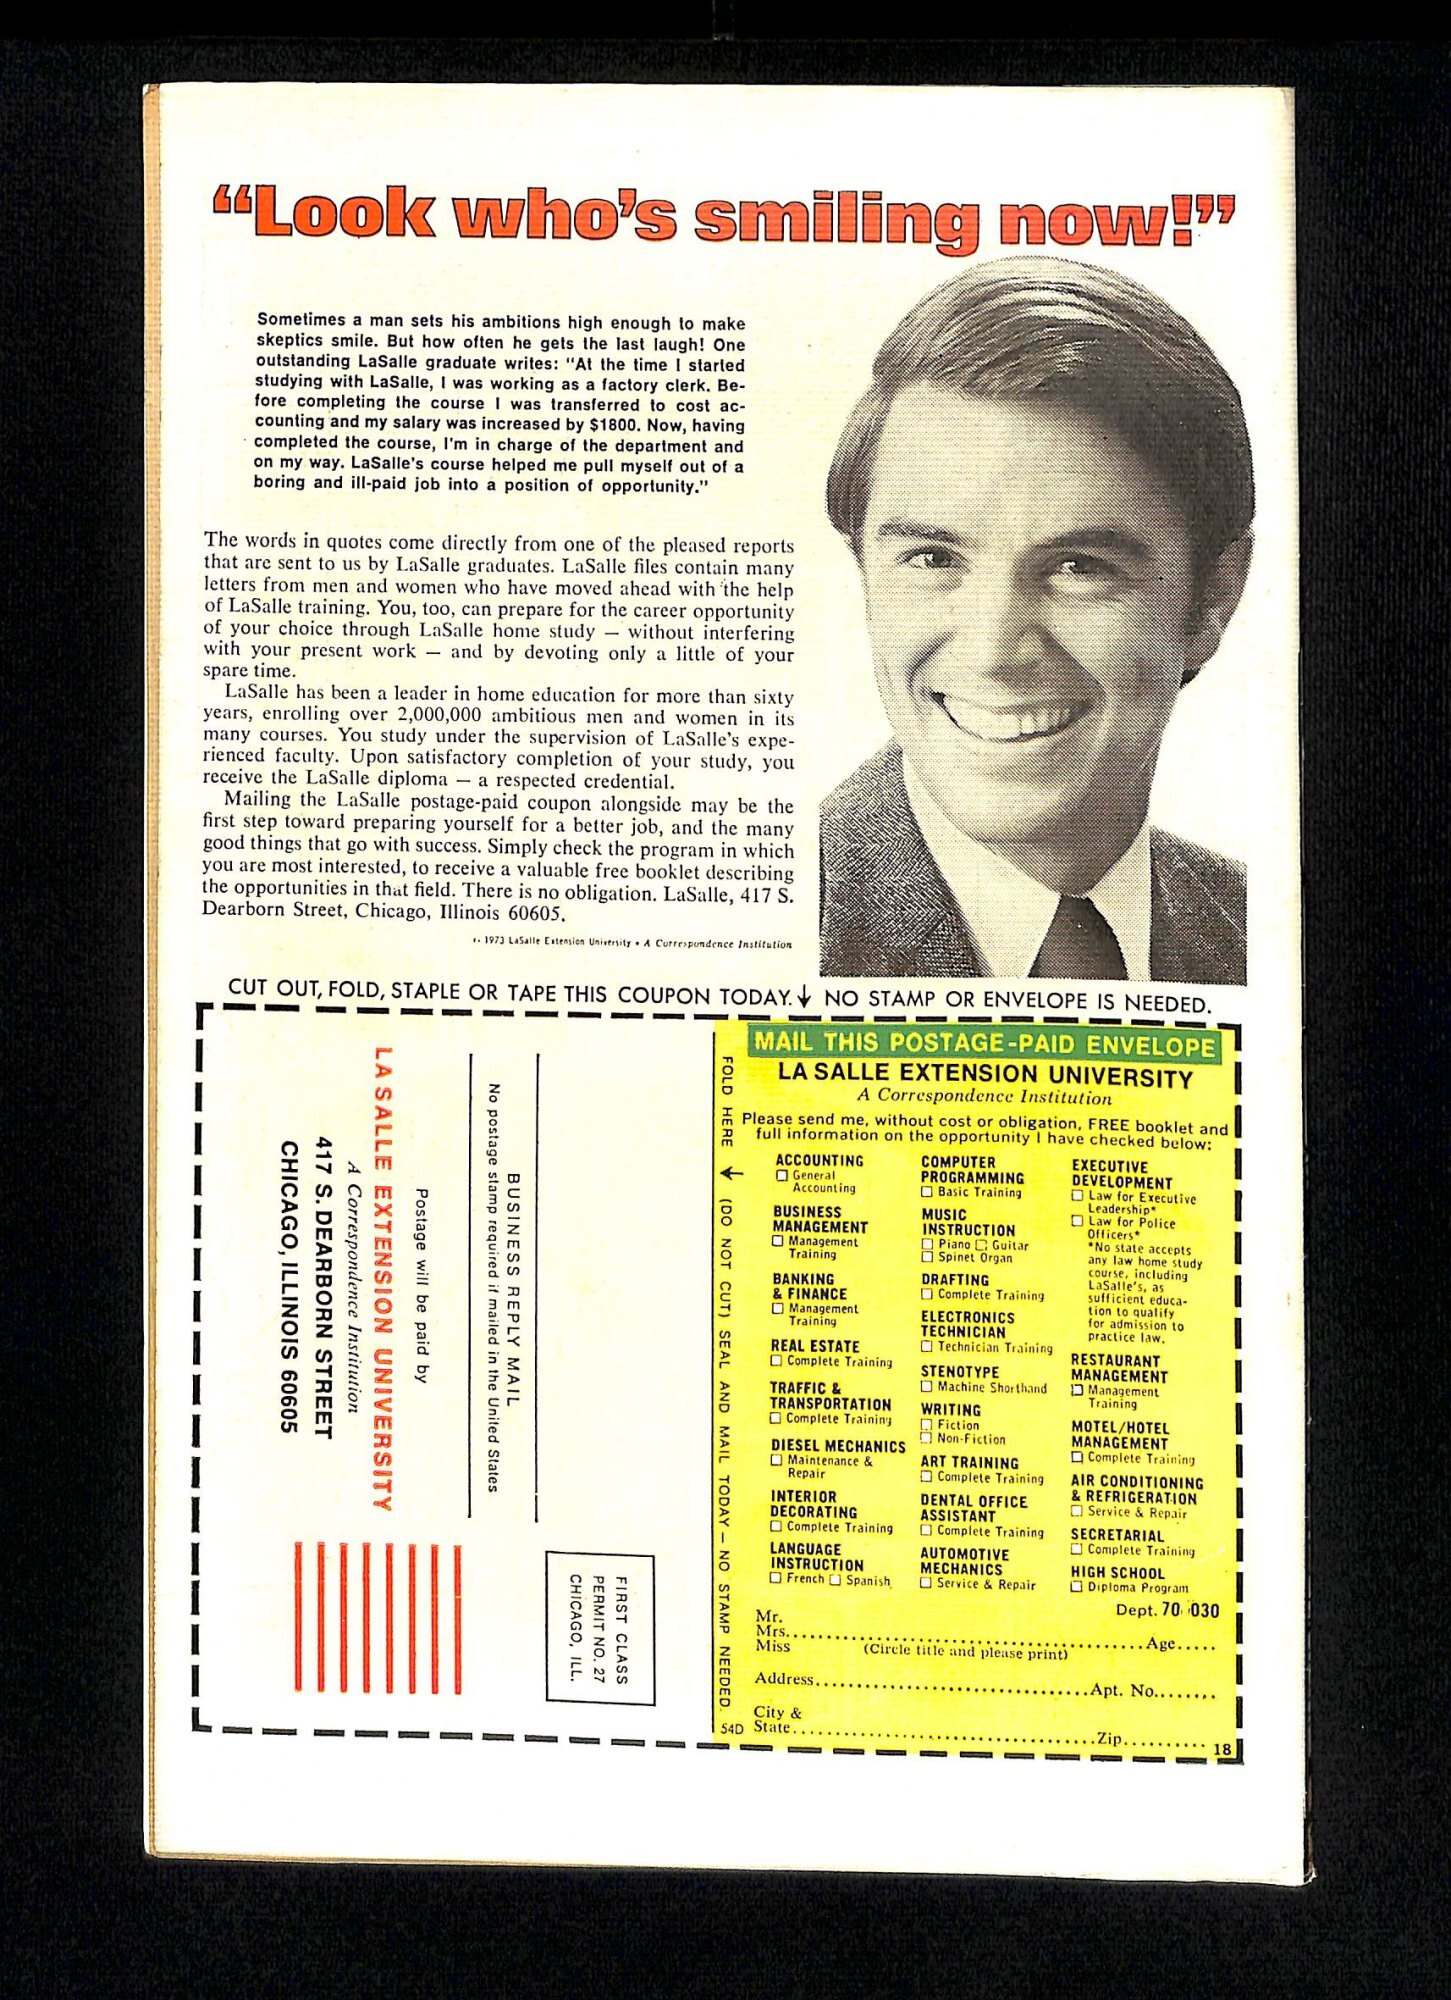 “Look who’s smiling now!”
Sometimes a man sets his ambitions high enough to make
skeptics smile. But how often he gets the last laugh! One
outstanding LaSalle graduate writes: “At the time I started
studying with LaSalle, I was working as a factory clerk. Be-
fore completing the course I was transferred to cost ac-
counting and my salary was increased by $1800. Now, having
completed the course, I’m in charge of the department and
on my way. LaSalle’s course helped me pull myself out of a
boring and ill-paid job into a position of opportunity.”
The words in quotes come directly from one of the pleased reports
that are sent to us by LaSalle graduates. LaSalle files contain many
letters from men and women who have moved ahead with the help
of LaSalle training. You, too, can prepare for the career opportunity
of your choice through LaSalle home study — without interfering
with your present work — and by devoting only a little of your
spare time.
LaSalle has been a leader in home education for more than sixty
years, enrolling over 2,000,000 ambitious men and women in its
many courses. You study under the supervision of LaSalle’s expe-
rienced faculty. Upon satisfactory completion of your study, you
receive the LaSalle diploma — a respected credential.
Mailing the LaSalle postage-paid coupon alongside may be the
first step toward preparing yourself for a better job, and the many
good things that go with success. Simply check the program in which
you are most interested, to receive a valuable free booklet describing
the opportunities in that field. There is no obligation. LaSalle, 417 S.
Dearborn Street, Chicago, Illinois 60605.
1973 LaSalle Extension University • A Correspondence Institution
CUT OUT, FOLD, STAPLE OR TAPE THIS COUPON TODAY. ↓ NO STAMP OR ENVELOPE IS NEEDED.
FIRST CLASS
PERMIT NO. 27
CHICAGO, ILL.
BUSINESS REPLY MAIL
No postage stamp required if mailed in the United States
Postage will be paid by
LA SALLE EXTENSION UNIVERSITY
A Correspondence Institution
417 S. DEARBORN STREET
CHICAGO, ILLINOIS 60605
FOLD HERE (DO NOT CUT) SEAL AND MAIL TODAY — NO STAMP NEEDED.
54D
MAIL THIS POSTAGE-PAID ENVELOPE
LA SALLE EXTENSION UNIVERSITY
A Correspondence Institution
Please send me, without cost or obligation, FREE booklet and
full information on the opportunity I have checked below:
ACCOUNTING
General
Accounting
BUSINESS
MANAGEMENT
Management
Training
BANKING
& FINANCE
Management
Training
REAL ESTATE
Complete Training
TRAFFIC &
TRANSPORTATION
Complete Training
DIESEL MECHANICS
Maintenance &
Repair
INTERIOR
DECORATING
Complete Training
LANGUAGE
INSTRUCTION
French Spanish
COMPUTER
PROGRAMMING
Basic Training
MUSIC
INSTRUCTION
Piano Guitar
Spinet Organ
DRAFTING
Complete Training
ELECTRONICS
TECHNICIAN
Technician Training
STENOTYPE
Machine Shorthand
WRITING
Fiction
Non-Fiction
ART TRAINING
Complete Training
DENTAL OFFICE
ASSISTANT
Complete Training
AUTOMOTIVE
MECHANICS
Service & Repair
EXECUTIVE
DEVELOPMENT
Law for Executive
Leadership*
Law for Police
Officers*
*No state accepts
any law home study
course, including
LaSalle’s, as
sufficient educa-
tion to qualify
for admission to
practice law.
RESTAURANT
MANAGEMENT
Management
Training
MOTEL/HOTEL
MANAGEMENT
Complete Training
AIR CONDITIONING
& REFRIGERATION
Service & Repair
SECRETARIAL
Complete Training
HIGH SCHOOL
Diploma Program
Dept. 70 030
Mr.
Mrs. Age
Miss (Circle title and please print)
Address Apt. No.
City &
State Zip
18